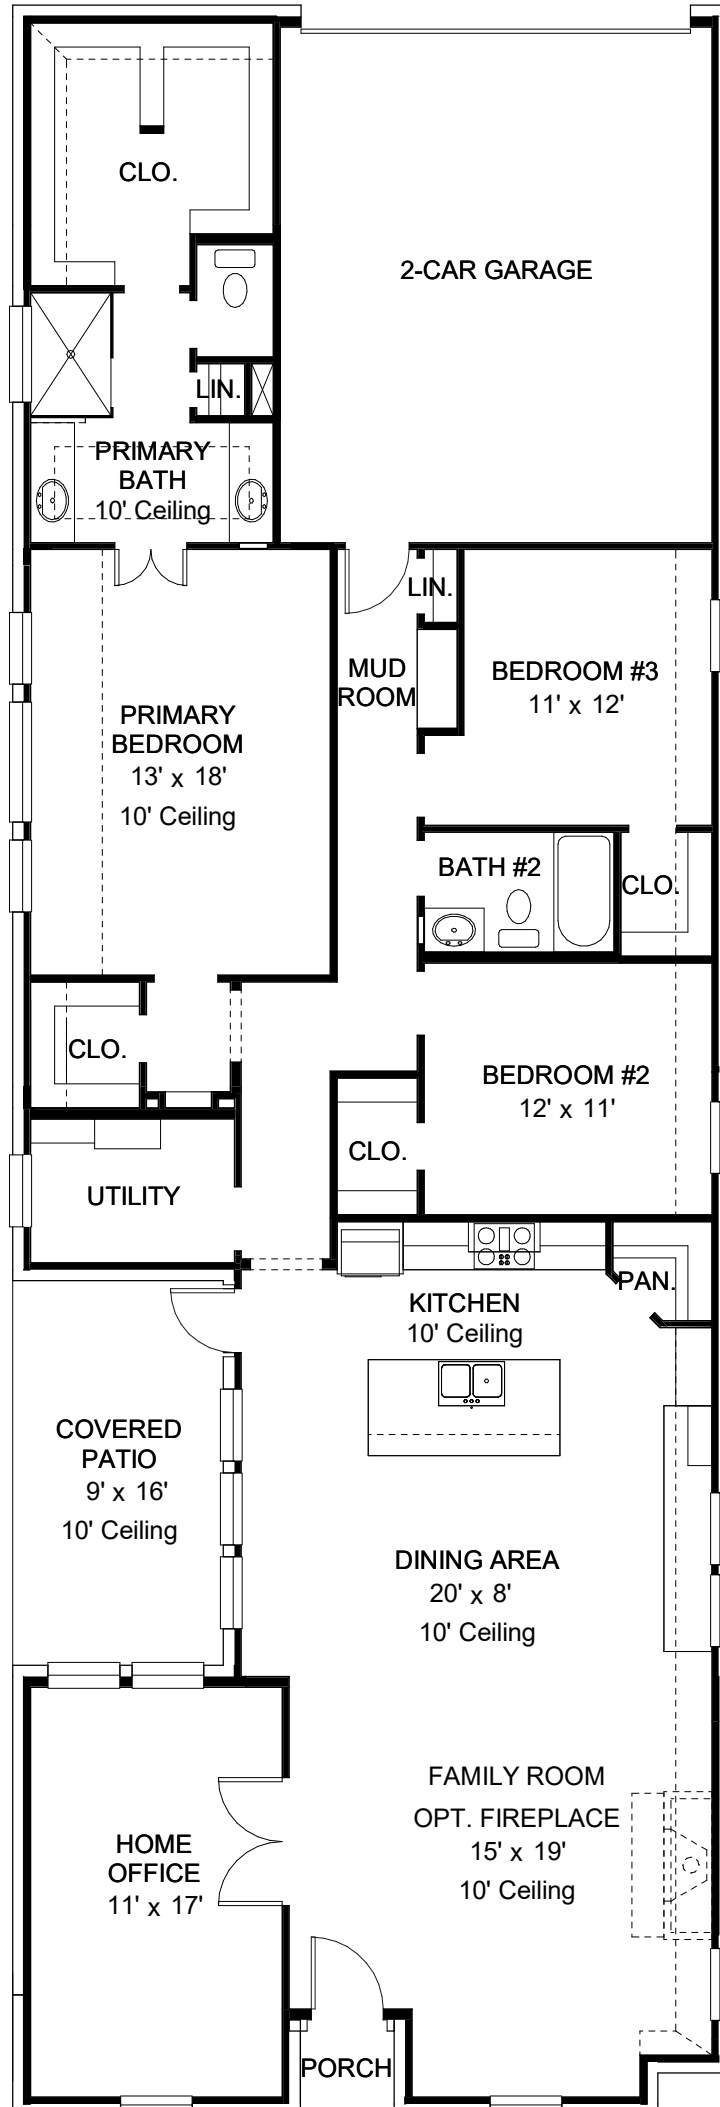 CLO.
2-CAR GARAGE
LIN.
PRIMARY
BATH
10' Ceiling
LIN.
MUD
ROOM
BEDROOM #3
11' x 12'
PRIMARY
BEDROOM
13' x 18'
10' Ceiling
BATH #2
CLO.
CLO.
BEDROOM #2
12' x 11'
CLO.
UTILITY
PAN.
KITCHEN
10' Ceiling
COVERED
PATIO
9' x 16'
10' Ceiling
DINING AREA
20' x 8'
10' Ceiling
FAMILY ROOM
OPT. FIREPLACE
15' x 19'
10' Ceiling
HOME
OFFICE
11' x 17'
PORCH